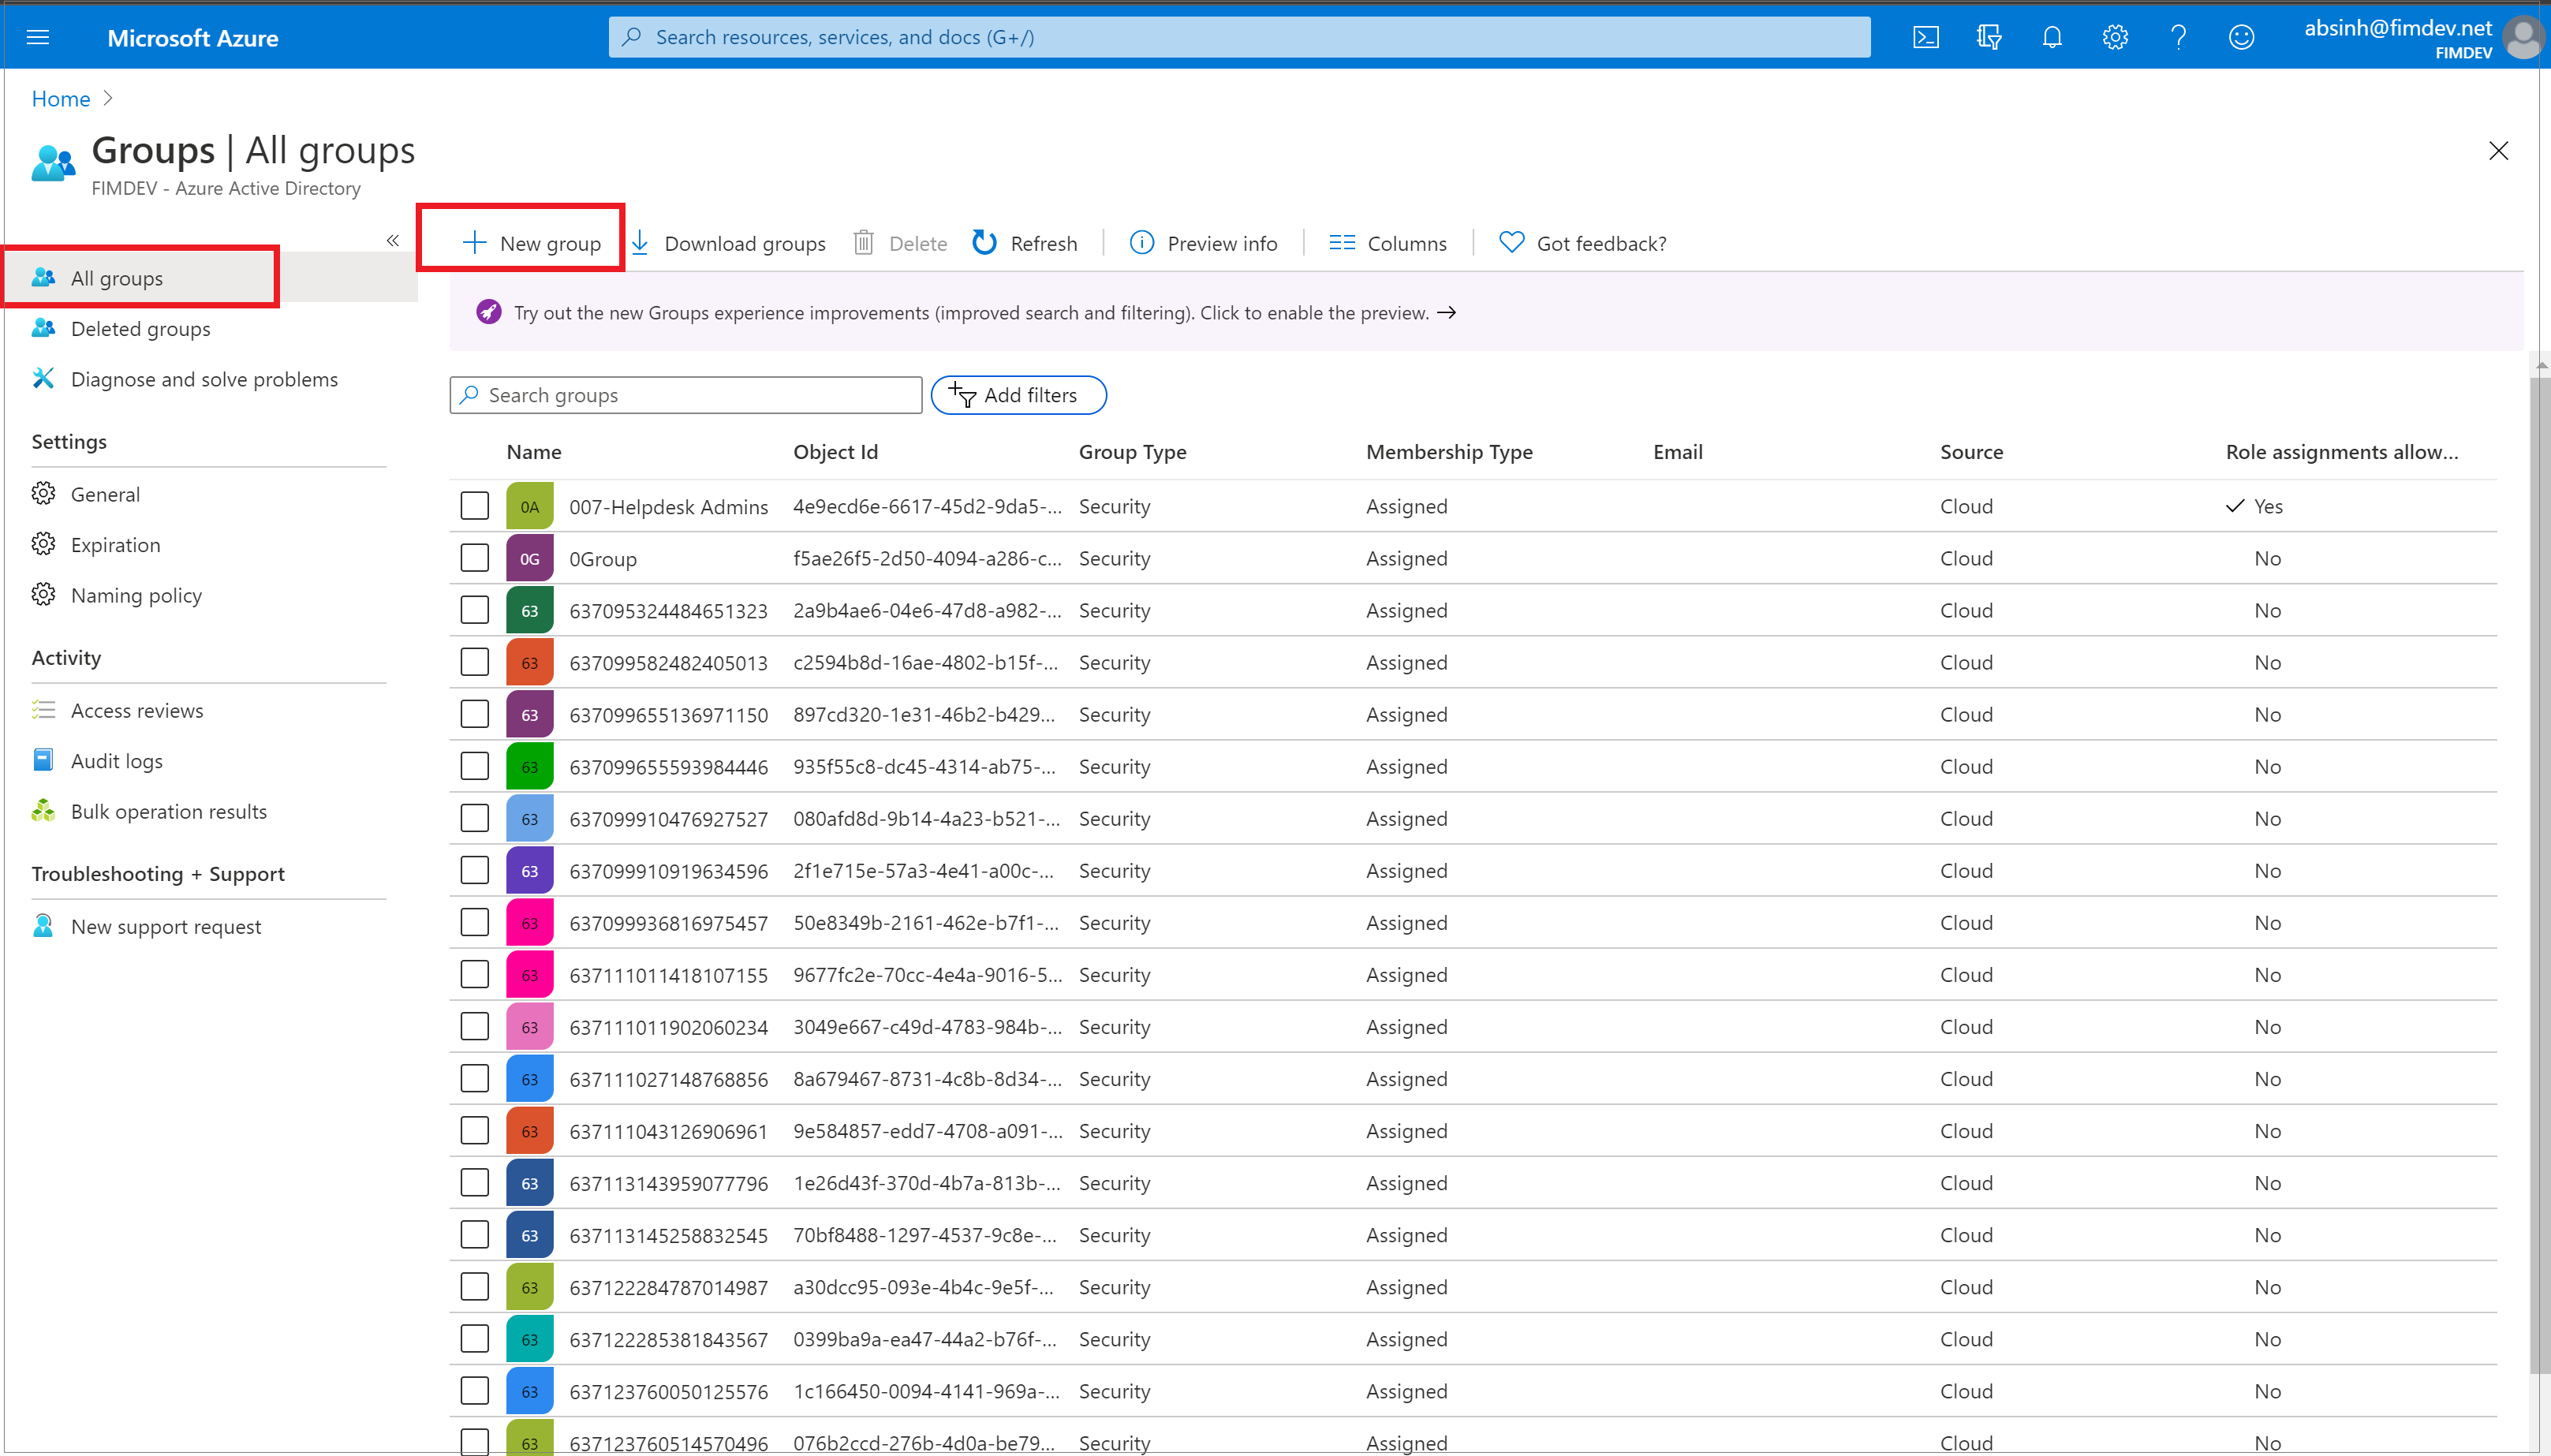 Microsoft Azure
Search resources, services, and docs (G+/)
absinh@fimdev.net
FIMDEV
Home
Groups | All groups
FIMDEV - Azure Active Directory
New group
Download groups
Delete
Refresh
Preview info
Columns
Got feedback?
All groups
Deleted groups
Diagnose and solve problems
Settings
General
Expiration
Naming policy
Activity
Access reviews
Audit logs
Bulk operation results
Troubleshooting + Support
New support request
Try out the new Groups experience improvements (improved search and filtering). Click to enable the preview. →
Search groups
Add filters
Name Object Id Group Type Membership Type Email Source Role assignments allow...
0A 007-Helpdesk Admins 4e9ecd6e-6617-45d2-9da5-... Security Assigned Cloud Yes
0G 0Group f5ae26f5-2d50-4094-a286-c... Security Assigned Cloud No
63 637095324484651323 2a9b4ae6-04e6-47d8-a982-... Security Assigned Cloud No
63 637099582482405013 c2594b8d-16ae-4802-b15f-... Security Assigned Cloud No
63 637099655136971150 897cd320-1e31-46b2-b429... Security Assigned Cloud No
63 637099655593984446 935f55c8-dc45-4314-ab75-... Security Assigned Cloud No
63 637099910476927527 080afd8d-9b14-4a23-b521-... Security Assigned Cloud No
63 637099910919634596 2f1e715e-57a3-4e41-a00c-... Security Assigned Cloud No
63 637099936816975457 50e8349b-2161-462e-b7f1-... Security Assigned Cloud No
63 637111011418107155 9677fc2e-70cc-4e4a-9016-5... Security Assigned Cloud No
63 637111011902060234 3049e667-c49d-4783-984b-... Security Assigned Cloud No
63 637111027148768856 8a679467-8731-4c8b-8d34-... Security Assigned Cloud No
63 637111043126906961 9e584857-edd7-4708-a091-... Security Assigned Cloud No
63 637113143959077796 1e26d43f-370d-4b7a-813b-... Security Assigned Cloud No
63 637113145258832545 70bf8488-1297-4537-9c8e-... Security Assigned Cloud No
63 637122284787014987 a30dcc95-093e-4b4c-9e5f-... Security Assigned Cloud No
63 637122285381843567 0399ba9a-ea47-44a2-b76f-... Security Assigned Cloud No
63 637123760050125576 1c166450-0094-4141-969a-... Security Assigned Cloud No
63 637123760514570496 076b2ccd-276b-4d0a-be79... Security Assigned Cloud No